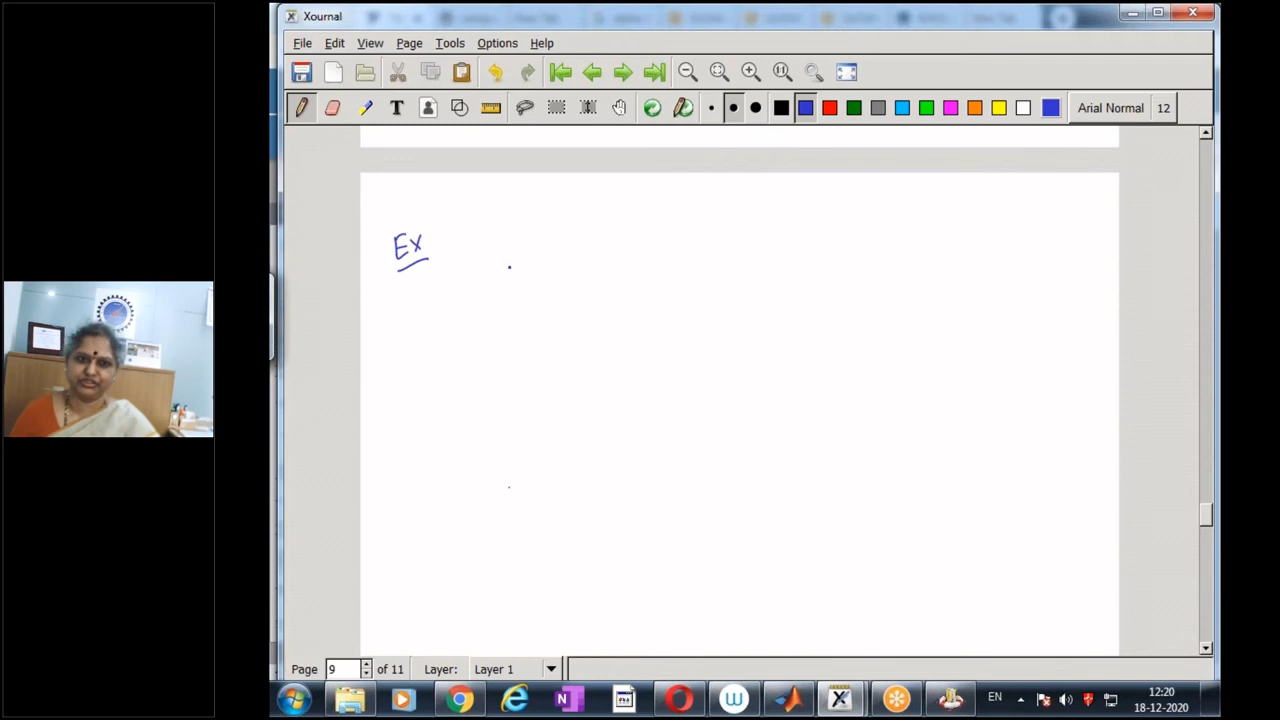 Xournal
File Edit View Page Tools Options Help
Arial Normal 12
Ex
Page 9 of 11 Layer: Layer 1
EN
12:20
18-12-2020